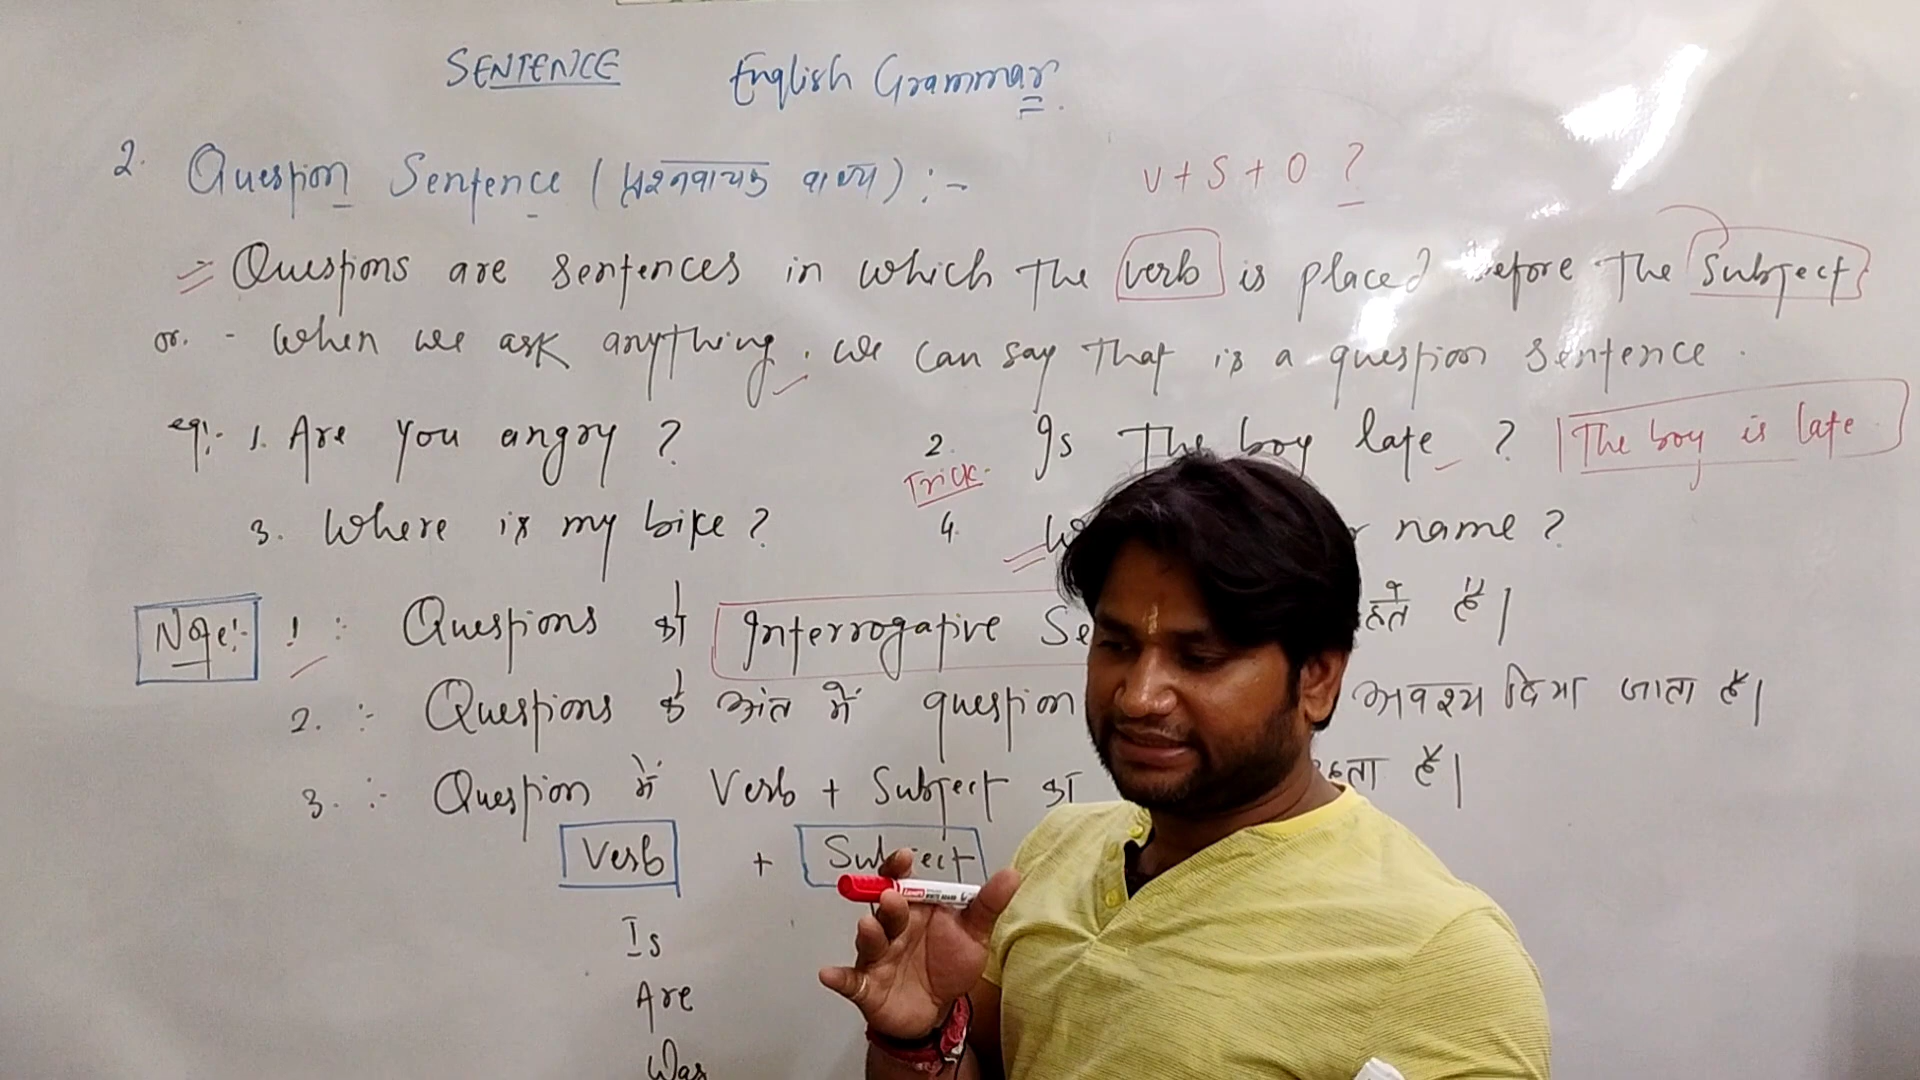 SENTENCE English Grammar
2. Question Sentence (प्रश्नवाचक वाक्य) :- V + S + O ?
= Questions are sentences in which the verb is placed before the Subject
or. - When we ask anything, we can say that is a question sentence.
eg:- 1. Are you angry ? 2. Is the boy late ? The boy is late
Trick
3. Where is my bike ? 4. name ?
Note:- 1 :- Questions को Interrogative Se हैं।
2. :- Questions के अंत में question अवश्य दिया जाता है।
3. :- Question में Verb + Subject का है।
Verb + Subject
Is
Are
Was